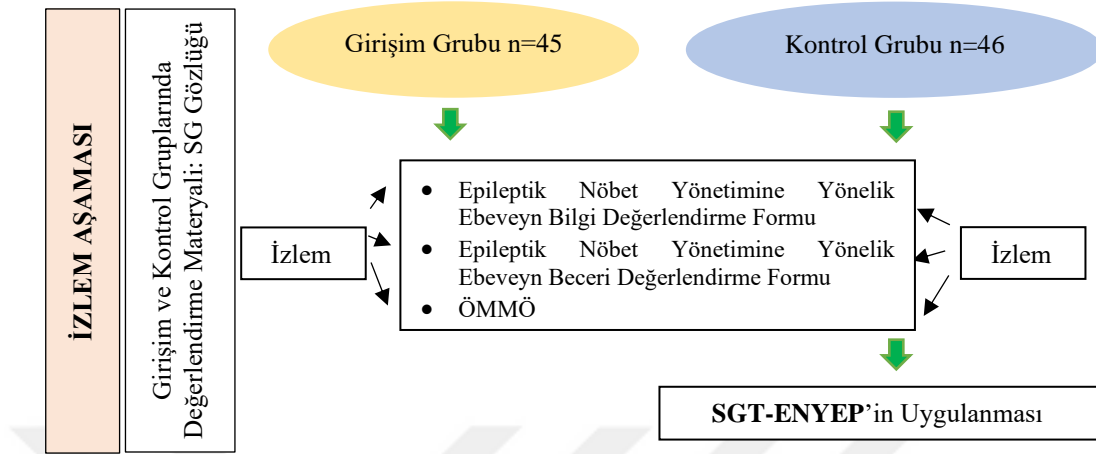 İZLEM AŞAMASI
Girişim ve Kontrol Gruplarında
Değerlendirme Materyali: SG Gözlüğü
Girişim Grubu n=45
Kontrol Grubu n=46
İzlem
• Epileptik Nöbet Yönetimine Yönelik
Ebeveyn Bilgi Değerlendirme Formu
• Epileptik Nöbet Yönetimine Yönelik
Ebeveyn Beceri Değerlendirme Formu
• ÖMMÖ
İzlem
SGT-ENYEP’in Uygulanması